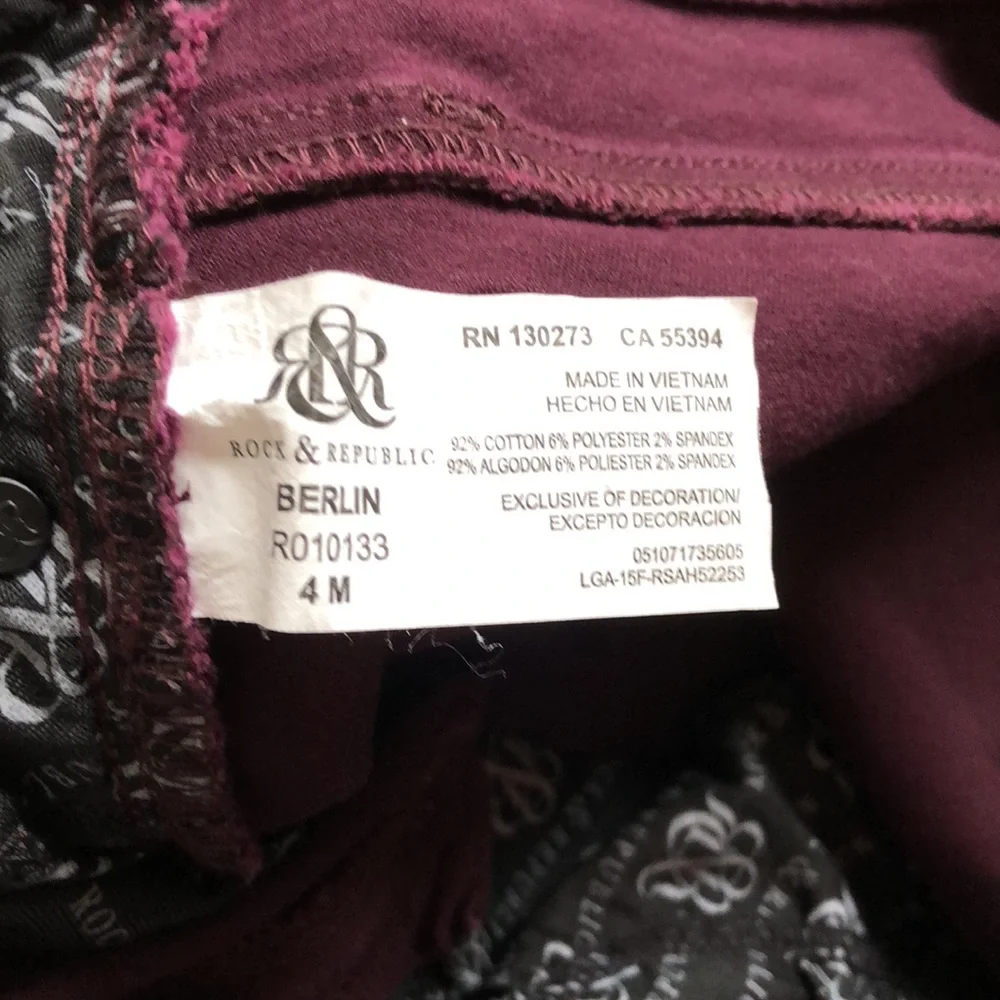 ROCK & REPUBLIC
BERLIN
R010133
4 M
RN 130273 CA 55394
MADE IN VIETNAM
HECHO EN VIETNAM
92% COTTON 6% POLYESTER 2% SPANDEX
92% ALGODON 6% POLIESTER 2% SPANDEX
EXCLUSIVE OF DECORATION/
EXCEPTO DECORACION
051071735605
LGA-15F-RSAH52253